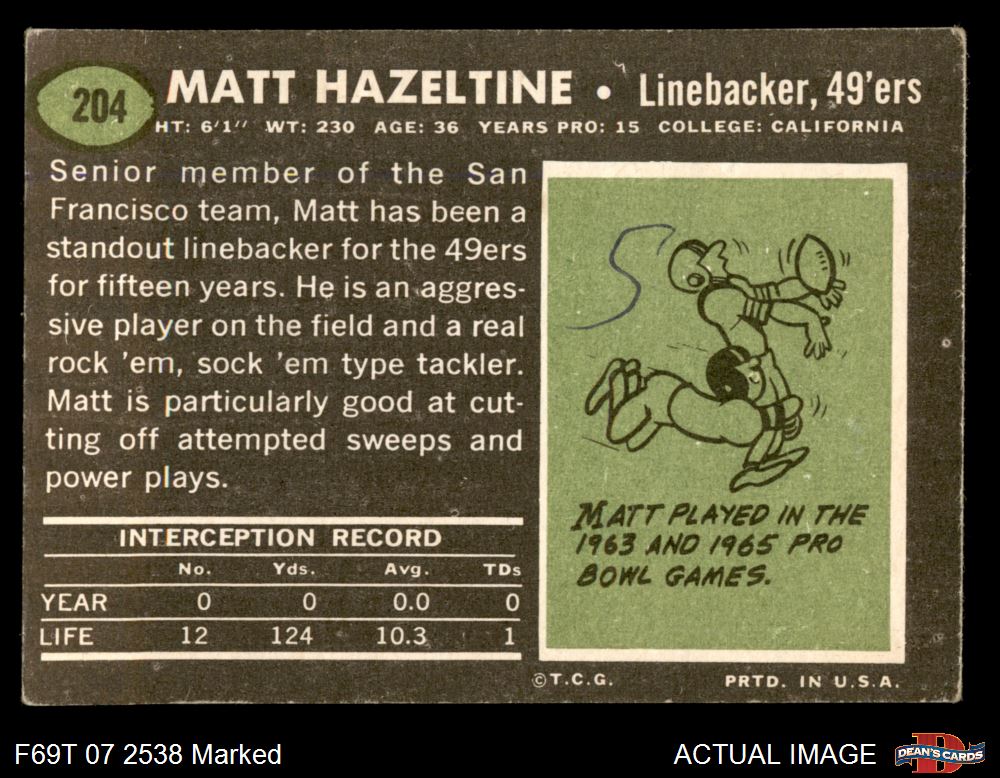 204
MATT HAZELTINE • Linebacker, 49'ers
HT: 6'1" WT: 230 AGE: 36 YEARS PRO: 15 COLLEGE: CALIFORNIA
Senior member of the San
Francisco team, Matt has been a
standout linebacker for the 49ers
for fifteen years. He is an aggres-
sive player on the field and a real
rock 'em, sock 'em type tackler.
Matt is particularly good at cut-
ting off attempted sweeps and
power plays.
INTERCEPTION RECORD
No. Yds. Avg. TDs
YEAR 0 0 0.0 0
LIFE 12 124 10.3 1
5
MATT PLAYED IN THE
1963 AND 1965 PRO
BOWL GAMES.
©T.C.G. PRTD. IN U.S.A.
F69T 07 2538 Marked
ACTUAL IMAGE
DEAN'S CARDS